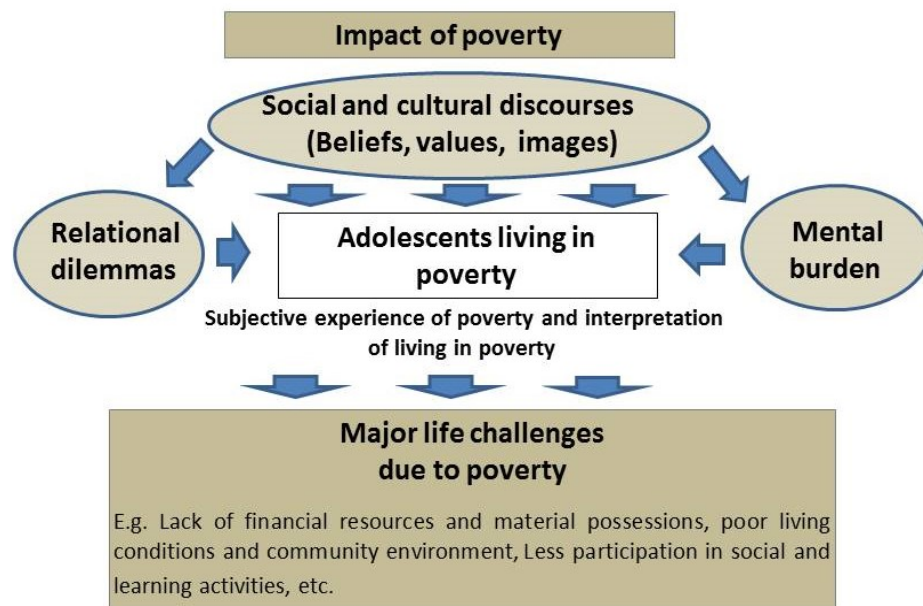 Impact of poverty
Social and cultural discourses
(Beliefs, values, images)
Relational
dilemmas
Adolescents living in
poverty
Mental
burden
Subjective experience of poverty and interpretation
of living in poverty
Major life challenges
due to poverty
E.g. Lack of financial resources and material possessions, poor living
conditions and community environment, Less participation in social and
learning activities, etc.